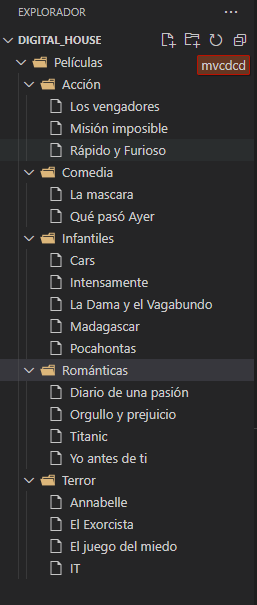 EXPLORADOR
DIGITAL_HOUSE
Películas
mvcdcd
Acción
Los vengadores
Misión imposible
Rápido y Furioso
Comedia
La mascara
Qué pasó Ayer
Infantiles
Cars
Intensamente
La Dama y el Vagabundo
Madagascar
Pocahontas
Románticas
Diario de una pasión
Orgullo y prejuicio
Titanic
Yo antes de ti
Terror
Annabelle
El Exorcista
El juego del miedo
IT